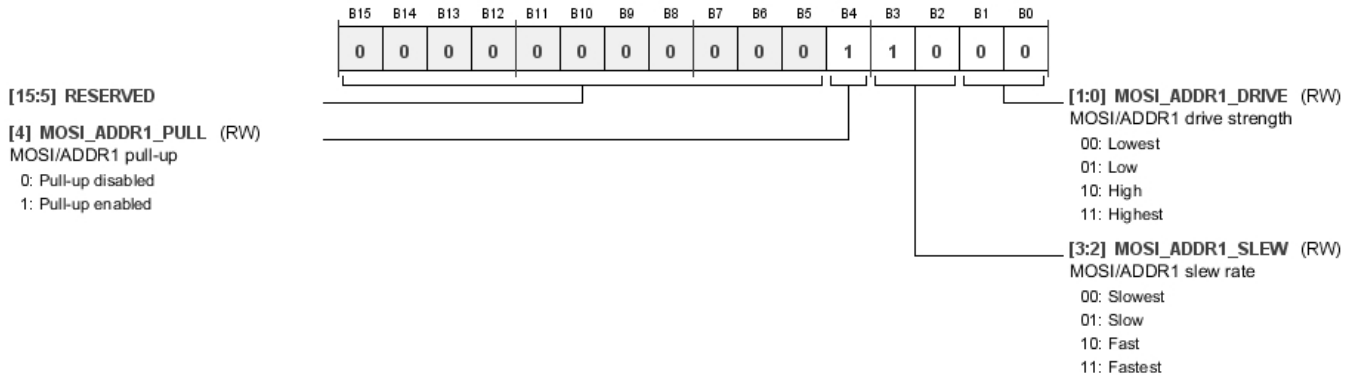 B15 B14 B13 B12 B11 B10 B9 B8 B7 B6 B5 B4 B3 B2 B1 B0
0 0 0 0 0 0 0 0 0 0 0 1 1 0 0 0
[15:5] RESERVED
[4] MOSI_ADDR1_PULL (RW)
MOSI/ADDR1 pull-up
0: Pull-up disabled
1: Pull-up enabled
[1:0] MOSI_ADDR1_DRIVE (RW)
MOSI/ADDR1 drive strength
00: Lowest
01: Low
10: High
11: Highest
[3:2] MOSI_ADDR1_SLEW (RW)
MOSI/ADDR1 slew rate
00: Slowest
01: Slow
10: Fast
11: Fastest